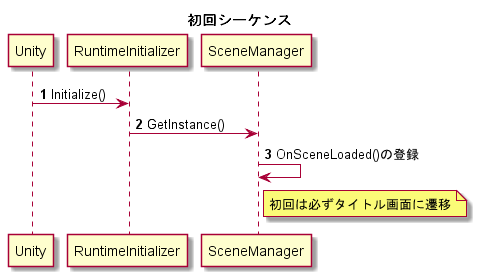 初回シーケンス
Unity RuntimeInitializer SceneManager
1 Initialize()
2 GetInstance()
3 OnSceneLoaded()の登録
初回は必ずタイトル画面に遷移
Unity RuntimeInitializer SceneManager